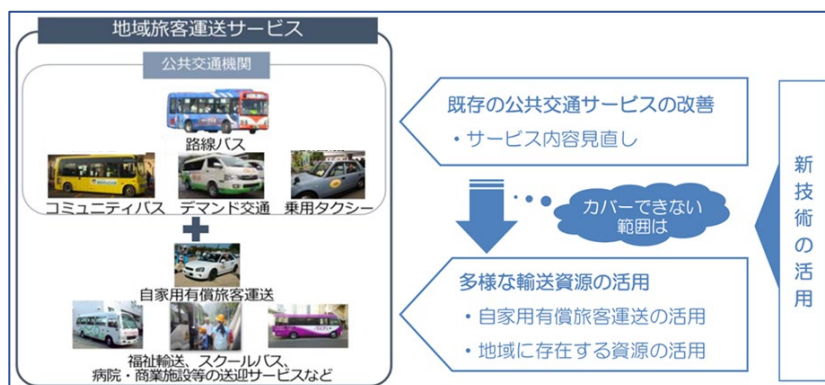 地域旅客運送サービス
公共交通機関
路線バス
コミュニティバス
デマンド交通
乗用タクシー
自家用有償旅客運送
福祉輸送、スクールバス、
病院・商業施設等の送迎サービスなど
既存の公共交通サービスの改善
・サービス内容見直し
カバーできない
範囲は
多様な輸送資源の活用
・自家用有償旅客運送の活用
・地域に存在する資源の活用
新技術の活用